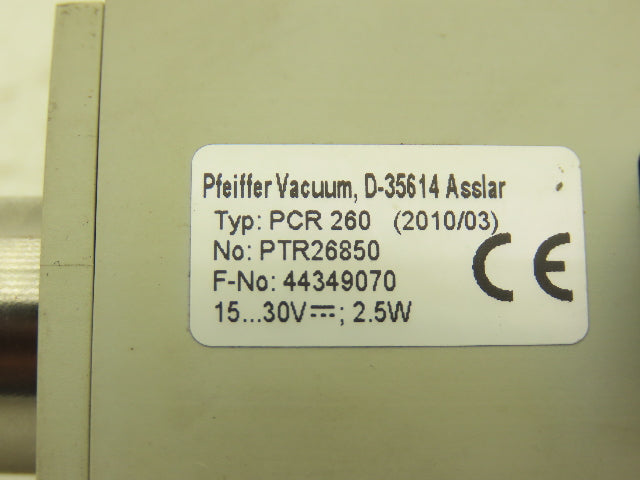 Pfeiffer Vacuum, D-35614 Asslar
Typ: PCR 260 (2010/03)
No: PTR26850
F-No: 44349070
15...30V⎓; 2.5W
CE